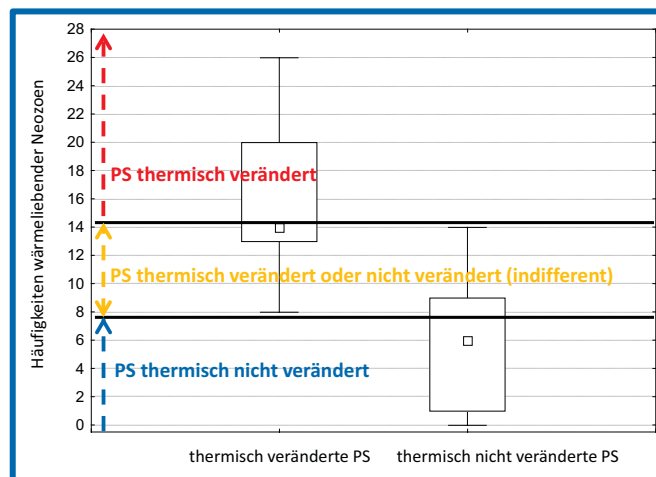 Häufigkeiten wärmeliebender Neozoen
28
26
24
22
20
18
16
14
12
10
8
6
4
2
0
PS thermisch verändert
PS thermisch verändert oder nicht verändert (indifferent)
PS thermisch nicht verändert
thermisch veränderte PS
thermisch nicht veränderte PS